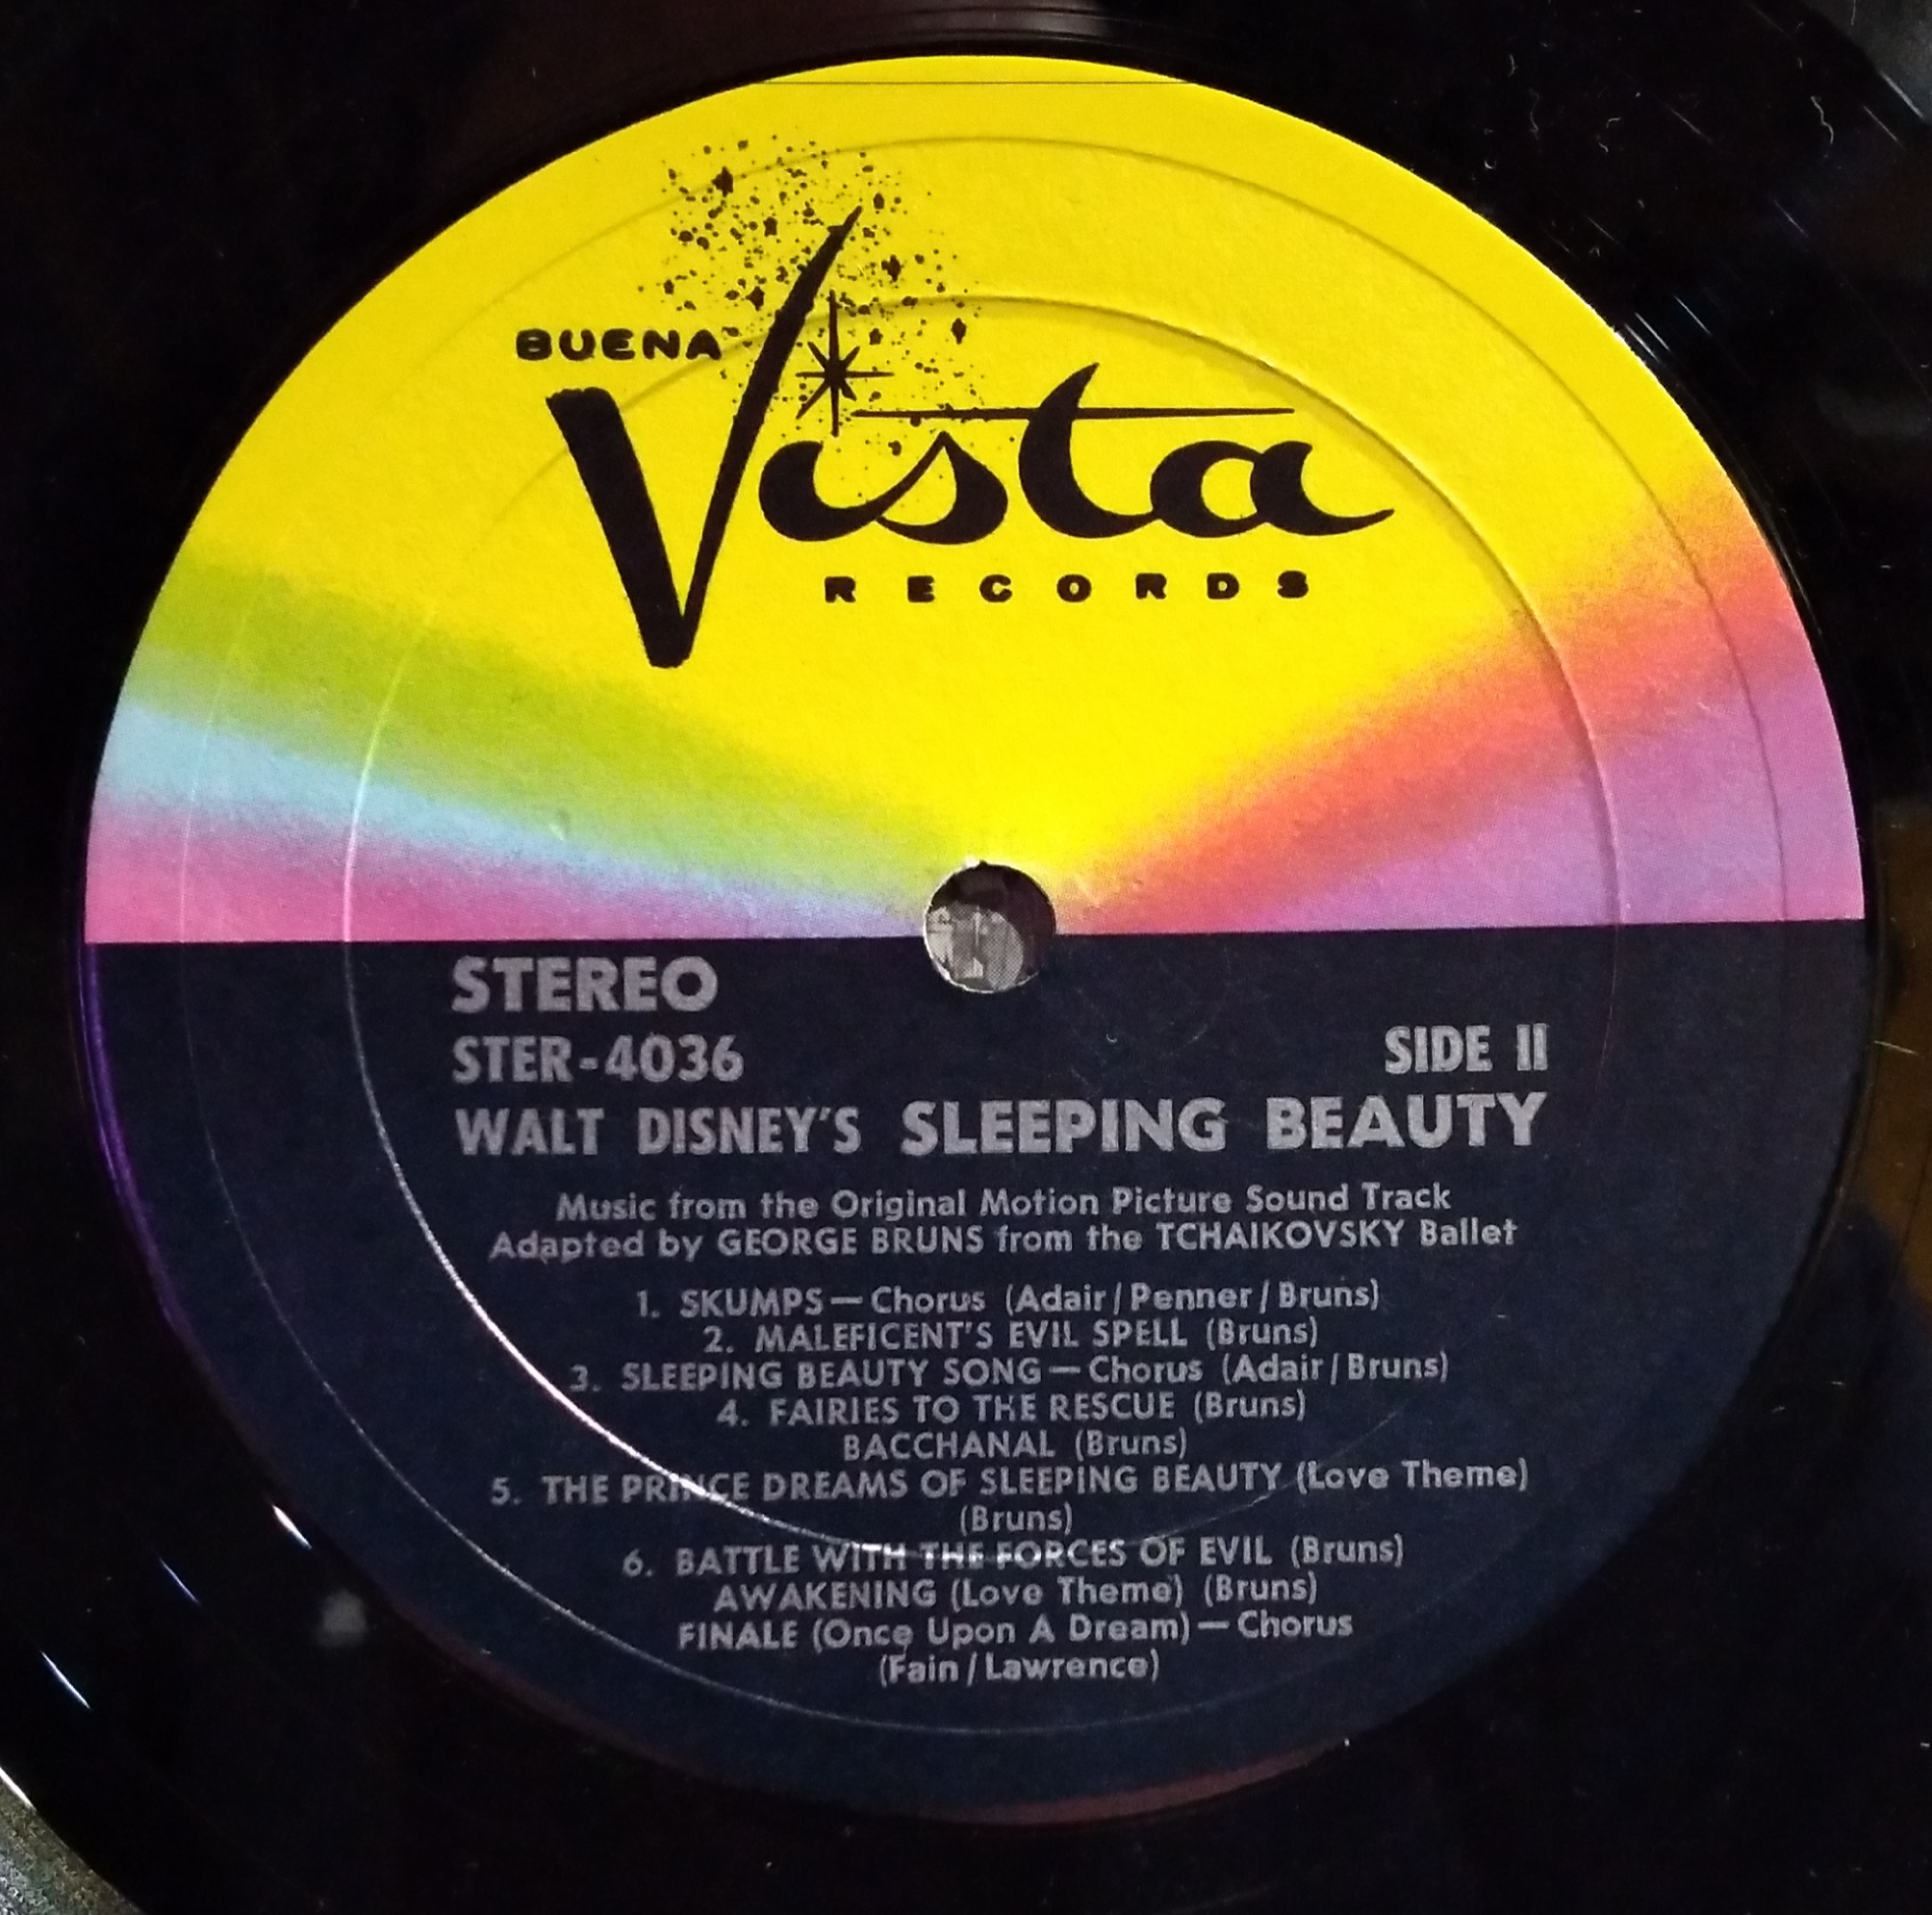 BUENA
Vista
RECORDS
STEREO
STER-4036
SIDE II
WALT DISNEY'S SLEEPING BEAUTY
Music from the Original Motion Picture Sound Track
Adapted by GEORGE BRUNS from the TCHAIKOVSKY Ballet
1. SKUMPS — Chorus (Adair / Penner / Bruns)
2. MALEFICENT'S EVIL SPELL (Bruns)
3. SLEEPING BEAUTY SONG — Chorus (Adair / Bruns)
4. FAIRIES TO THE RESCUE (Bruns)
BACCHANAL (Bruns)
5. THE PRINCE DREAMS OF SLEEPING BEAUTY (Love Theme)
(Bruns)
6. BATTLE WITH THE FORCES OF EVIL (Bruns)
AWAKENING (Love Theme) (Bruns)
FINALE (Once Upon A Dream) — Chorus
(Fain / Lawrence)